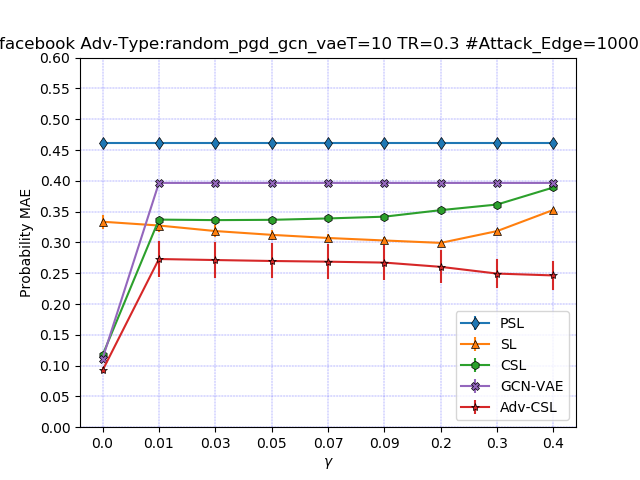 facebook Adv-Type:random_pgd_gcn_vaeT=10 TR=0.3 #Attack_Edge=1000
0.60
0.55
0.50
0.45
0.40
0.35
0.30
0.25
0.20
0.15
0.10
0.05
0.00
Probability MAE
PSL
SL
CSL
GCN-VAE
Adv-CSL
0.0 0.01 0.03 0.05 0.07 0.09 0.2 0.3 0.4
γ